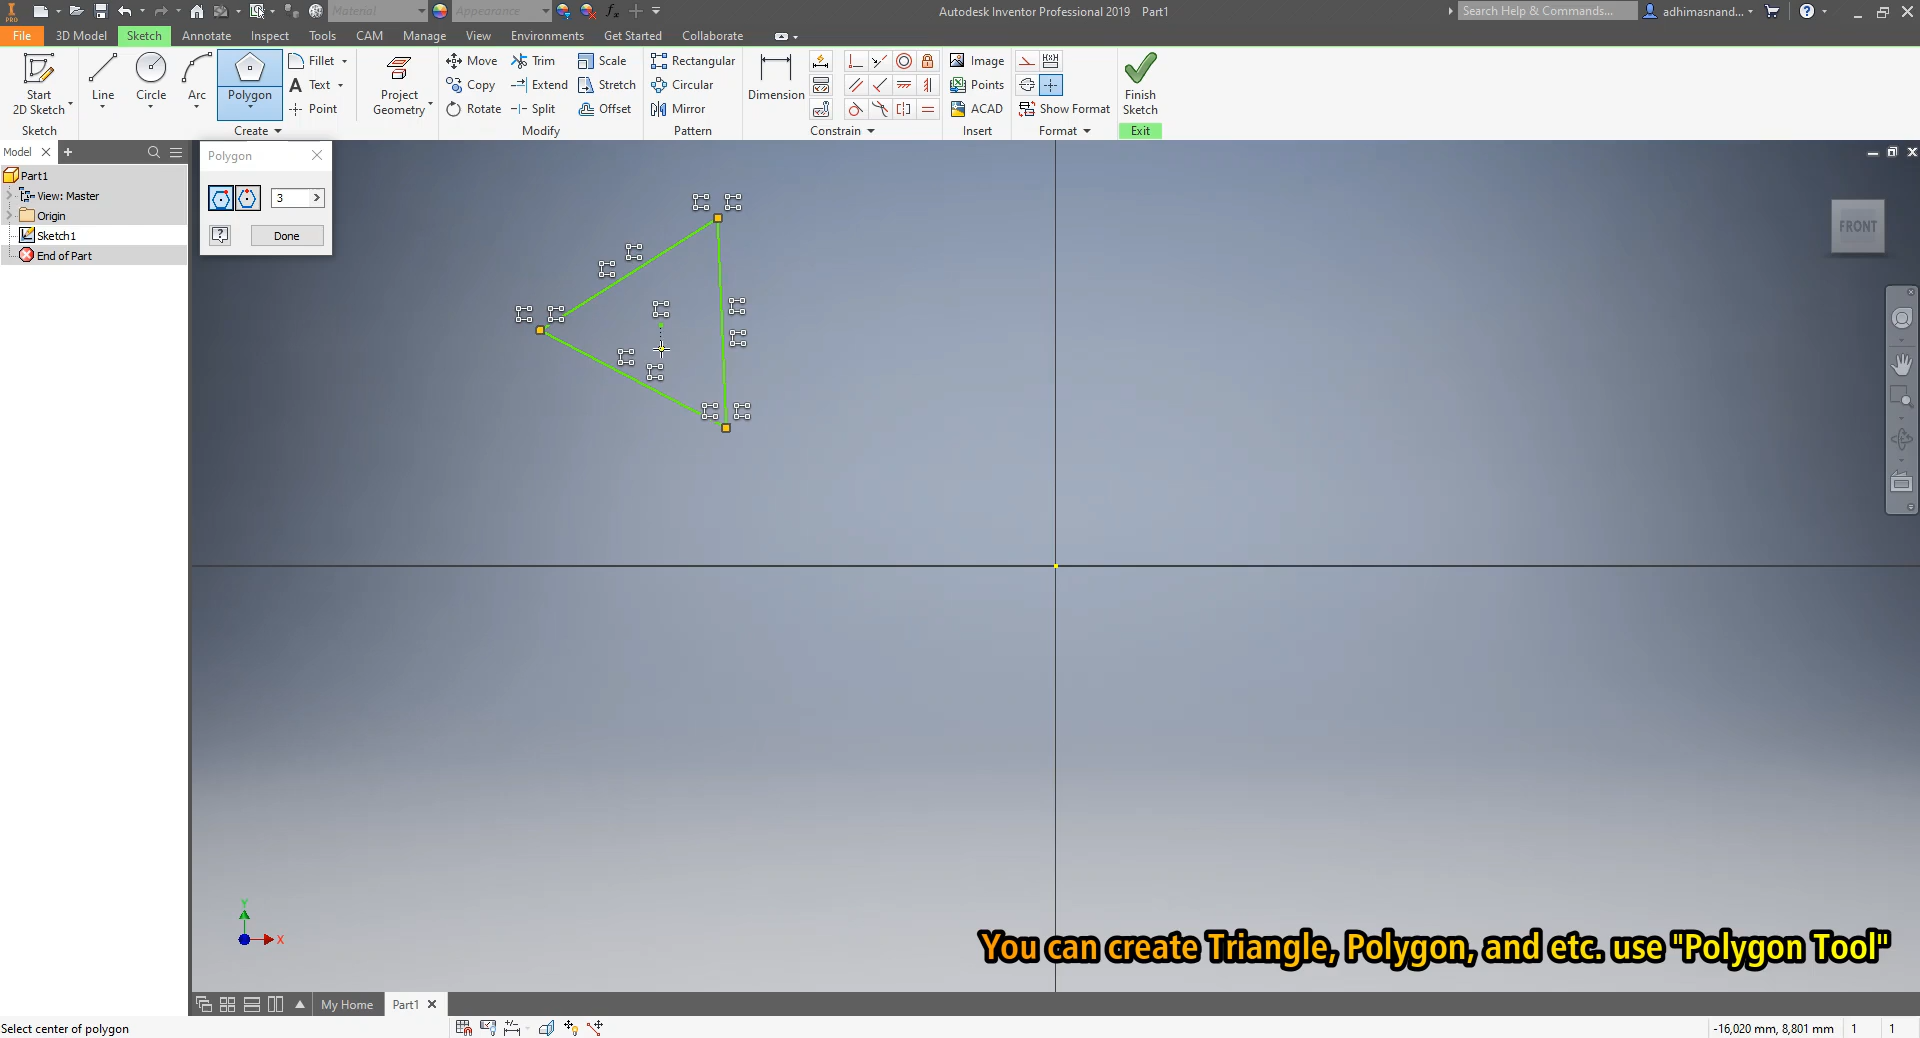 Material Appearance fx Autodesk Inventor Professional 2019 Part1 Search Help & Commands... adhimasnand...
PRO
File 3D Model Sketch Annotate Inspect Tools CAM Manage View Environments Get Started Collaborate
Start
2D Sketch
Line
Circle
Arc
Polygon
Fillet
Text
Point
Project
Geometry
Move Trim Scale
Copy Extend Stretch
Rotate Split Offset
Rectangular
Circular
Mirror
Dimension
Image
Points
ACAD
Show Format
Finish
Sketch
Sketch Create Modify Pattern Constrain Insert Format Exit
Model
Part1
View: Master
Origin
Sketch1
End of Part
Polygon
3
Done
FRONT
Y
X
You can create Triangle, Polygon, and etc. use "Polygon Tool"
My Home Part1
Select center of polygon
-16,020 mm, 8,801 mm 1 1